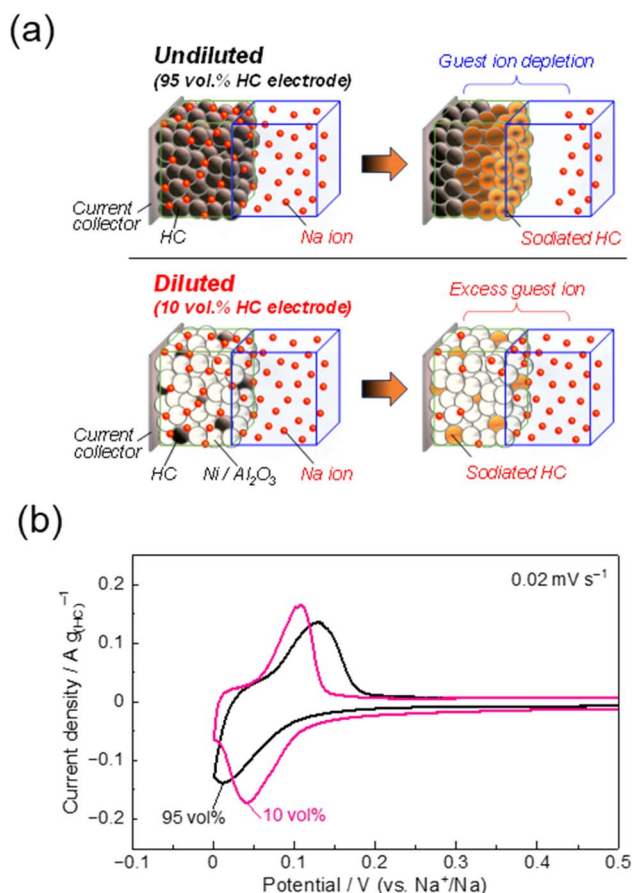 (a)
Undiluted
(95 vol.% HC electrode)
Guest ion depletion
Current
collector
HC
Na ion
Sodiated HC
Diluted
(10 vol.% HC electrode)
Excess guest ion
Current
collector
HC
Ni / Al₂O₃
Na ion
Sodiated HC
(b)
0.02 mV s⁻¹
Current density / A g(HC)⁻¹
0.2
0.1
0
−0.1
−0.2
95 vol%
10 vol%
−0.1
0
0.1
0.2
0.3
0.4
0.5
Potential / V (vs. Na⁺/Na)